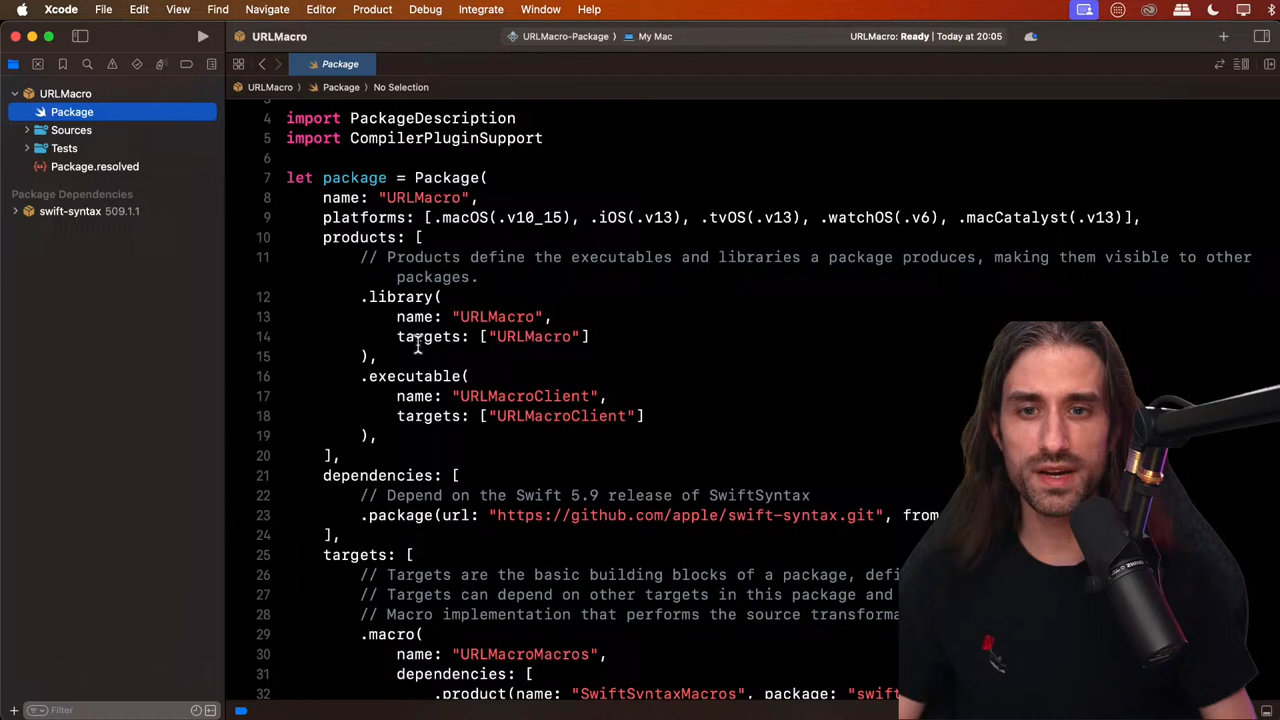 Xcode File Edit View Find Navigate Editor Product Debug Integrate Window Help
URLMacro
URLMacro-Package 〉 My Mac
URLMacro: Ready | Today at 20:05
Package
URLMacro 〉 Package 〉 No Selection
URLMacro
Package
Sources
Tests
Package.resolved
Package Dependencies
swift-syntax 509.1.1
Filter
3
4 import PackageDescription
5 import CompilerPluginSupport
6
7 let package = Package(
8 name: "URLMacro",
9 platforms: [.macOS(.v10_15), .iOS(.v13), .tvOS(.v13), .watchOS(.v6), .macCatalyst(.v13)],
10 products: [
11 // Products define the executables and libraries a package produces, making them visible to other
packages.
12 .library(
13 name: "URLMacro",
14 targets: ["URLMacro"]
15 ),
16 .executable(
17 name: "URLMacroClient",
18 targets: ["URLMacroClient"]
19 ),
20 ],
21 dependencies: [
22 // Depend on the Swift 5.9 release of SwiftSyntax
23 .package(url: "https://github.com/apple/swift-syntax.git", from
24 ],
25 targets: [
26 // Targets are the basic building blocks of a package, defi
27 // Targets can depend on other targets in this package and
28 // Macro implementation that performs the source transforma
29 .macro(
30 name: "URLMacroMacros",
31 dependencies: [
32 .product(name: "SwiftSyntaxMacros", package: "swift